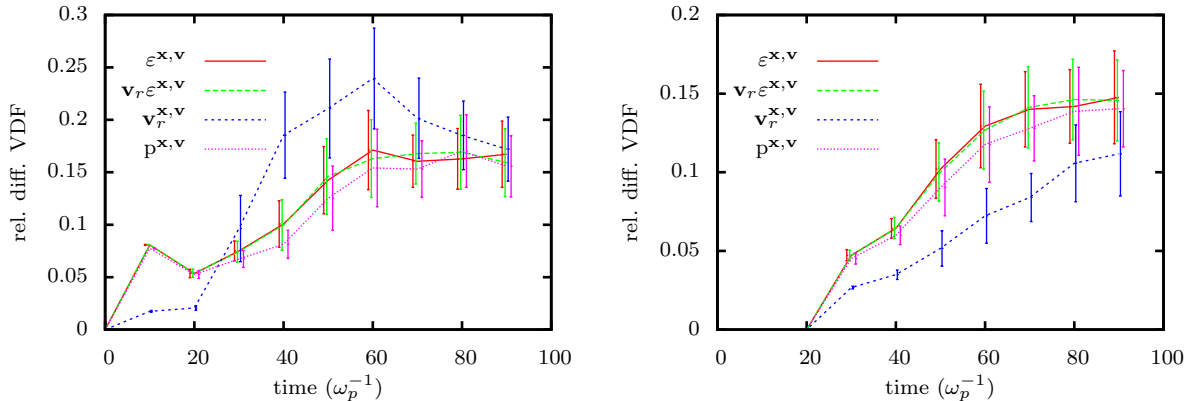 rel. diff. VDF
0.3
0.25
0.2
0.15
0.1
0.05
0
0 20 40 60 80 100
time (ω_p^{-1})
ε^{x,v}
v_r ε^{x,v}
v_r^{x,v}
p^{x,v}
rel. diff. VDF
0.2
0.15
0.1
0.05
0
0 20 40 60 80 100
time (ω_p^{-1})
ε^{x,v}
v_r ε^{x,v}
v_r^{x,v}
p^{x,v}